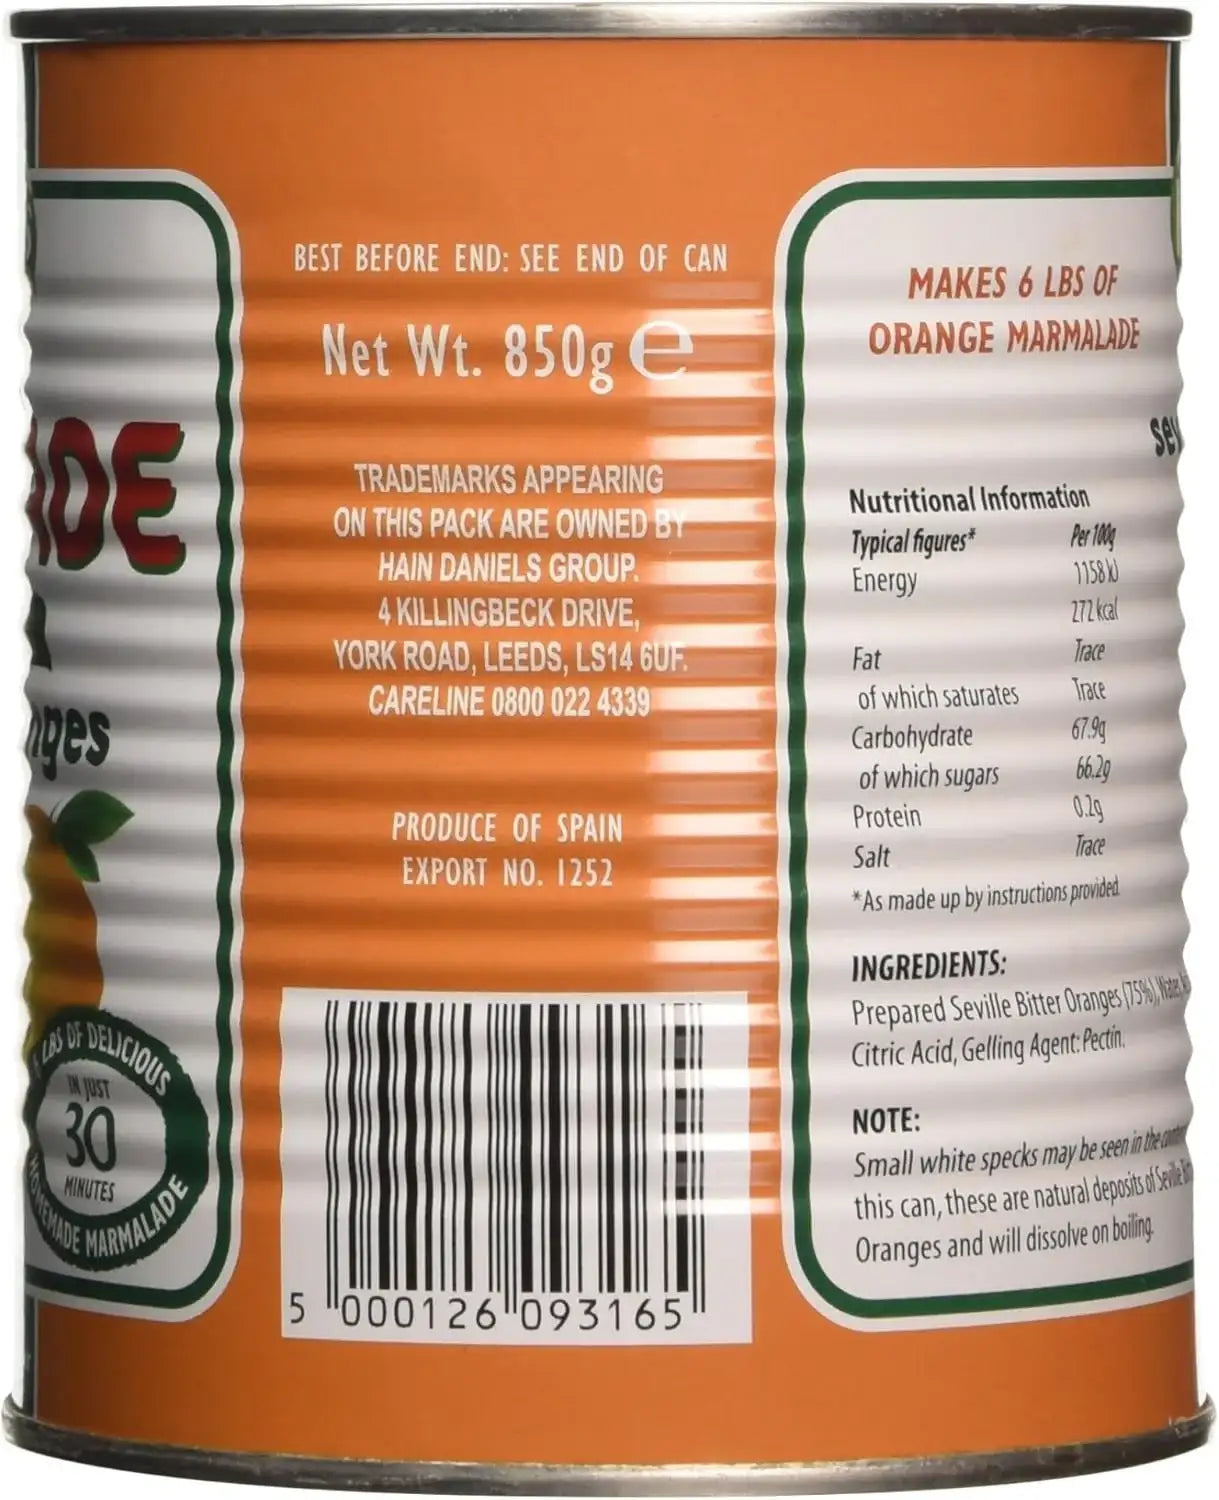 DE
nges
LBS OF DELICIOUS
IN JUST
30
MINUTES
HOMEMADE MARMALADE
BEST BEFORE END: SEE END OF CAN
Net Wt. 850g ℮
TRADEMARKS APPEARING
ON THIS PACK ARE OWNED BY
HAIN DANIELS GROUP.
4 KILLINGBECK DRIVE,
YORK ROAD, LEEDS, LS14 6UF.
CARELINE 0800 022 4339
PRODUCE OF SPAIN
EXPORT NO. 1252
5 000126 093165
MAKES 6 LBS OF
ORANGE MARMALADE
Nutritional Information
Typical figures* Per 100g
Energy 1158 kJ
272 kcal
Fat Trace
of which saturates Trace
Carbohydrate 67.9g
of which sugars 66.2g
Protein 0.2g
Salt Trace
*As made up by instructions provided.
INGREDIENTS:
Prepared Seville Bitter Oranges (75%), Water,
Citric Acid, Gelling Agent: Pectin.
NOTE:
Small white specks may be seen in the
this can, these are natural deposits of Seville
Oranges and will dissolve on boiling.